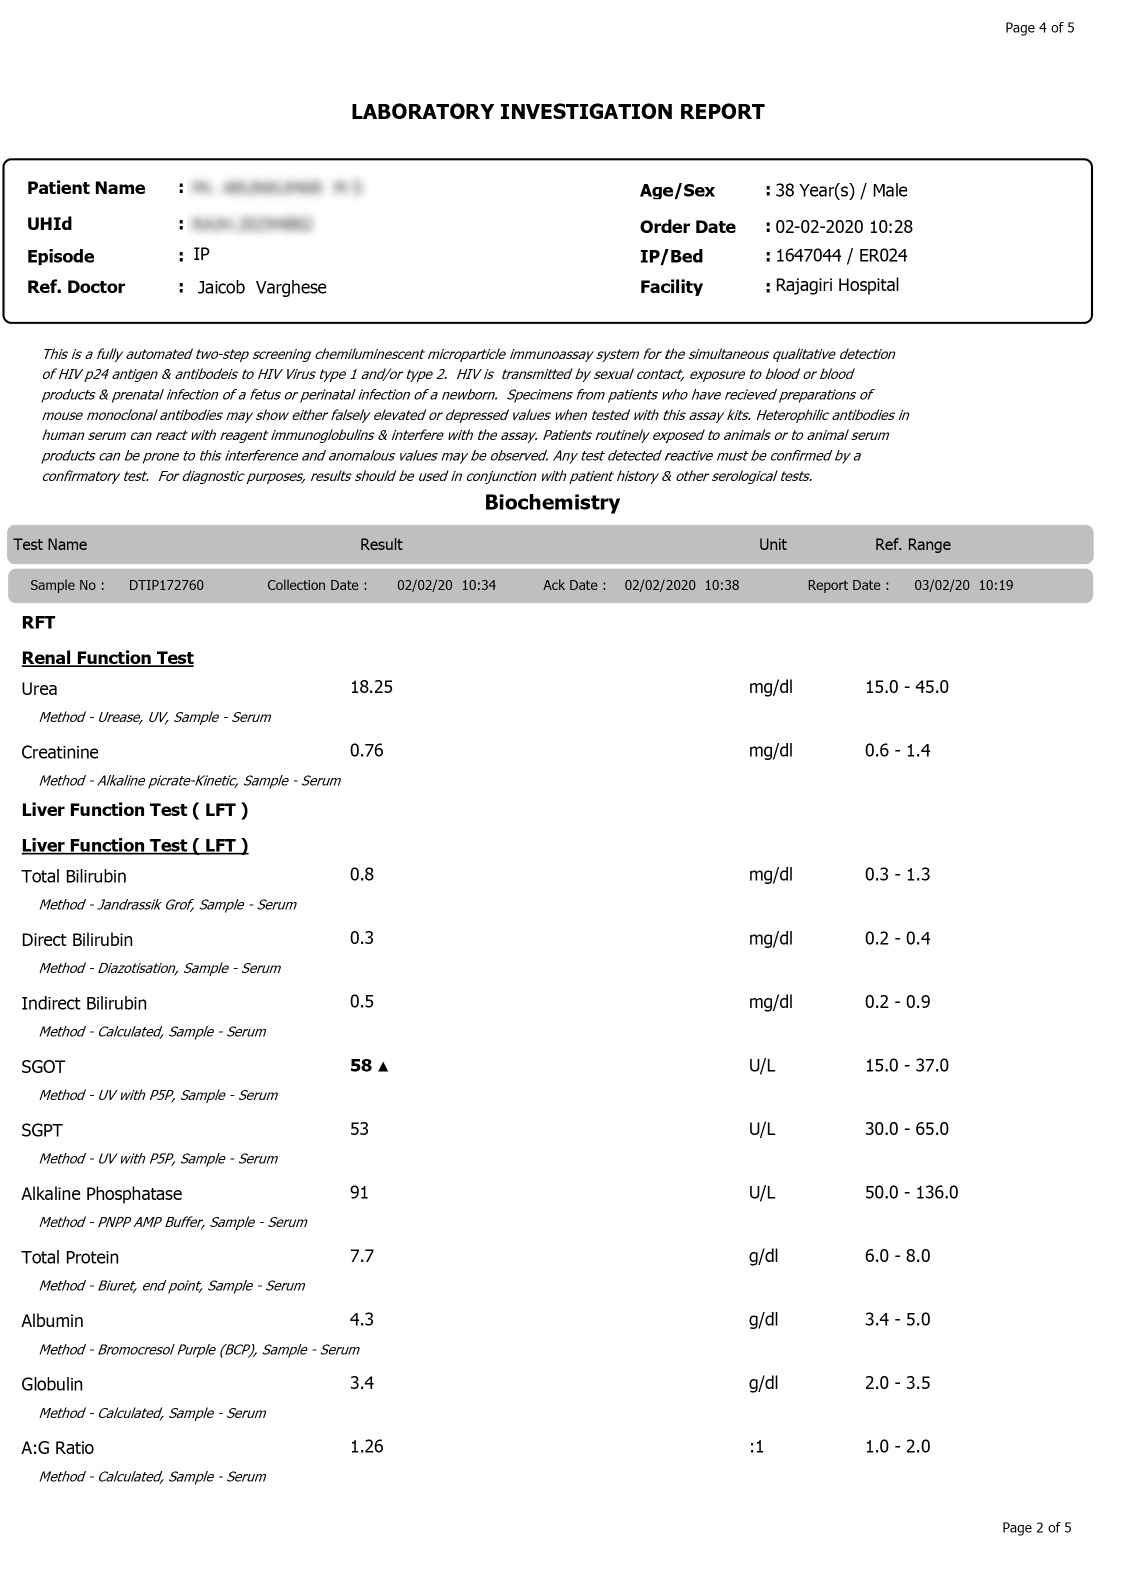 Page 4 of 5
LABORATORY INVESTIGATION REPORT
Patient Name :
Age/Sex : 38 Year(s) / Male
UHId :
Order Date : 02-02-2020 10:28
Episode : IP
IP/Bed : 1647044 / ER024
Ref. Doctor : Jaicob Varghese
Facility : Rajagiri Hospital
This is a fully automated two-step screening chemiluminescent microparticle immunoassay system for the simultaneous qualitative detection
of HIV p24 antigen & antibodeis to HIV Virus type 1 and/or type 2. HIV is transmitted by sexual contact, exposure to blood or blood
products & prenatal infection of a fetus or perinatal infection of a newborn. Specimens from patients who have recieved preparations of
mouse monoclonal antibodies may show either falsely elevated or depressed values when tested with this assay kits. Heterophilic antibodies in
human serum can react with reagent immunoglobulins & interfere with the assay. Patients routinely exposed to animals or to animal serum
products can be prone to this interference and anomalous values may be observed. Any test detected reactive must be confirmed by a
confirmatory test. For diagnostic purposes, results should be used in conjunction with patient history & other serological tests.
Biochemistry
Test Name Result Unit Ref. Range
Sample No : DTIP172760 Collection Date : 02/02/20 10:34 Ack Date : 02/02/2020 10:38 Report Date : 03/02/20 10:19
RFT
Renal Function Test
Urea 18.25 mg/dl 15.0 - 45.0
Method - Urease, UV, Sample - Serum
Creatinine 0.76 mg/dl 0.6 - 1.4
Method - Alkaline picrate-Kinetic, Sample - Serum
Liver Function Test ( LFT )
Liver Function Test ( LFT )
Total Bilirubin 0.8 mg/dl 0.3 - 1.3
Method - Jandrassik Grof, Sample - Serum
Direct Bilirubin 0.3 mg/dl 0.2 - 0.4
Method - Diazotisation, Sample - Serum
Indirect Bilirubin 0.5 mg/dl 0.2 - 0.9
Method - Calculated, Sample - Serum
SGOT 58 ▲ U/L 15.0 - 37.0
Method - UV with P5P, Sample - Serum
SGPT 53 U/L 30.0 - 65.0
Method - UV with P5P, Sample - Serum
Alkaline Phosphatase 91 U/L 50.0 - 136.0
Method - PNPP AMP Buffer, Sample - Serum
Total Protein 7.7 g/dl 6.0 - 8.0
Method - Biuret, end point, Sample - Serum
Albumin 4.3 g/dl 3.4 - 5.0
Method - Bromocresol Purple (BCP), Sample - Serum
Globulin 3.4 g/dl 2.0 - 3.5
Method - Calculated, Sample - Serum
A:G Ratio 1.26 :1 1.0 - 2.0
Method - Calculated, Sample - Serum
Page 2 of 5